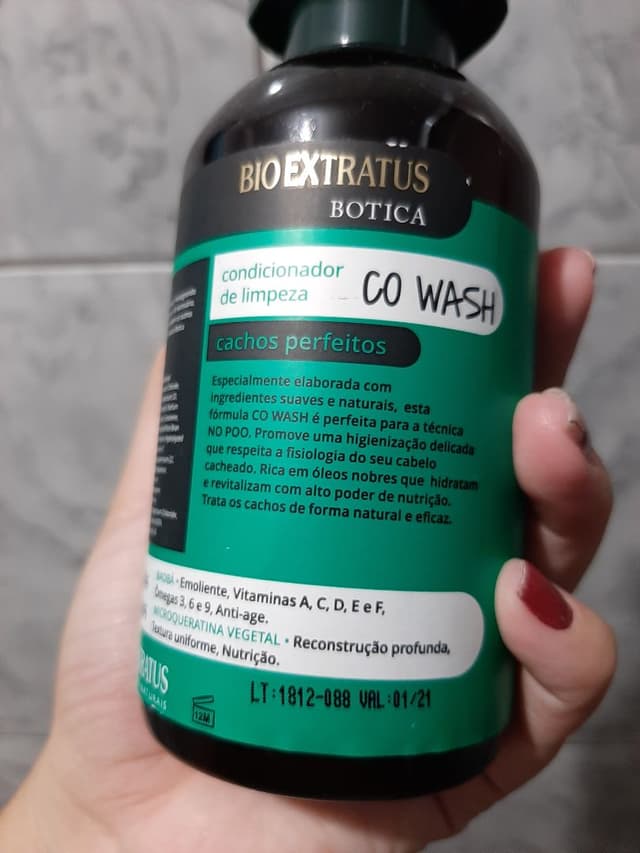 BIOEXTRATUS
BOTICA
condicionador
de limpeza
CO WASH
cachos perfeitos
Especialmente elaborada com
ingredientes suaves e naturais, esta
fórmula CO WASH é perfeita para a técnica
NO POO. Promove uma higienização delicada
que respeita a fisiologia do seu cabelo
cacheado. Rica em óleos nobres que hidratam
e revitalizam com alto poder de nutrição.
Trata os cachos de forma natural e eficaz.
BAOBÁ • Emoliente, Vitaminas A, C, D, E e F,
Ômegas 3, 6 e 9, Anti-age.
MICROQUERATINA VEGETAL • Reconstrução profunda,
Textura uniforme, Nutrição.
RATUS
NATURAIS
12M
LT:1812-088 VAL:01/21